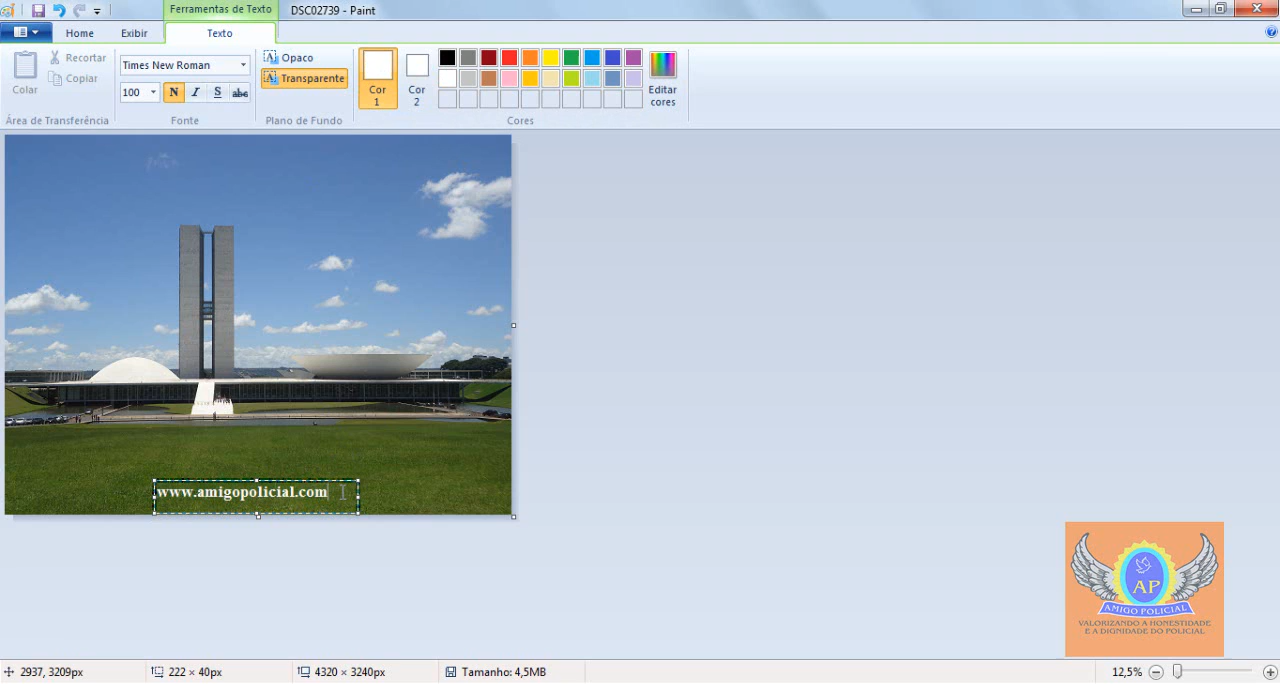 Ferramentas de Texto
DSC02739 - Paint
Home
Exibir
Texto
Colar
Recortar
Copiar
Área de Transferência
Times New Roman
100
N
I
S
abc
Fonte
Opaco
Transparente
Plano de Fundo
Cor
1
Cor
2
Editar
cores
Cores
www.amigopolicial.com
AP
AMIGO POLICIAL
VALORIZANDO A HONESTIDADE
E A DIGNIDADE DO POLICIAL
2937, 3209px
222 × 40px
4320 × 3240px
Tamanho: 4,5MB
12,5%